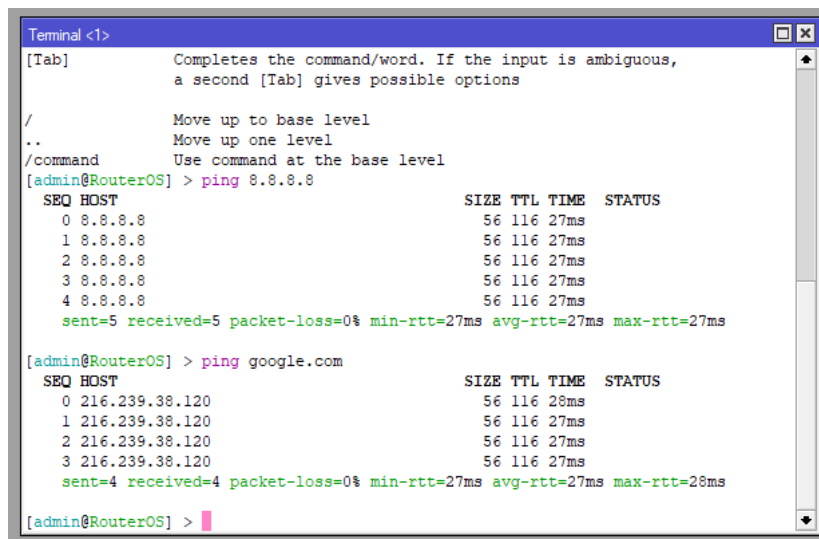 Terminal <1>
[Tab] Completes the command/word. If the input is ambiguous,
a second [Tab] gives possible options
/ Move up to base level
.. Move up one level
/command Use command at the base level
[admin@RouterOS] > ping 8.8.8.8
SEQ HOST SIZE TTL TIME STATUS
0 8.8.8.8 56 116 27ms
1 8.8.8.8 56 116 27ms
2 8.8.8.8 56 116 27ms
3 8.8.8.8 56 116 27ms
4 8.8.8.8 56 116 27ms
sent=5 received=5 packet-loss=0% min-rtt=27ms avg-rtt=27ms max-rtt=27ms
[admin@RouterOS] > ping google.com
SEQ HOST SIZE TTL TIME STATUS
0 216.239.38.120 56 116 28ms
1 216.239.38.120 56 116 27ms
2 216.239.38.120 56 116 27ms
3 216.239.38.120 56 116 27ms
sent=4 received=4 packet-loss=0% min-rtt=27ms avg-rtt=27ms max-rtt=28ms
[admin@RouterOS] >